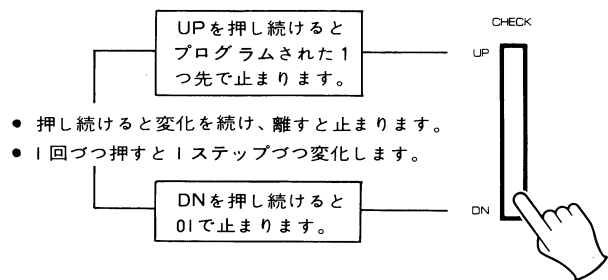 UPを押し続けると
プログラムされた1
つ先で止まります。
CHECK
UP
● 押し続けると変化を続け、離すと止まります。
● 1回づつ押すと1ステップづつ変化します。
DNを押し続けると
01で止まります。
DN